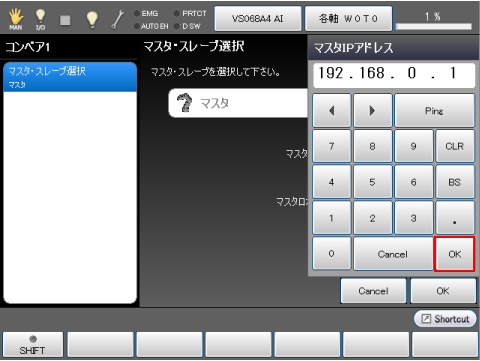 MAN I/O EMG PRTCT AUTO EN D SW VS068A4 AI 各軸 W 0 T 0 1 %
コンベア1
マスタ・スレーブ選択
マスタIPアドレス
マスタ・スレーブ選択
マスタ
マスタ・スレーブを選択して下さい。
192 . 168 . 0 . 1
マスタ
Ping
7 8 9 CLR
マスタ
4 5 6 BS
マスタロボ
1 2 3 .
0 Cancel OK
Cancel OK
Shortcut
SHIFT